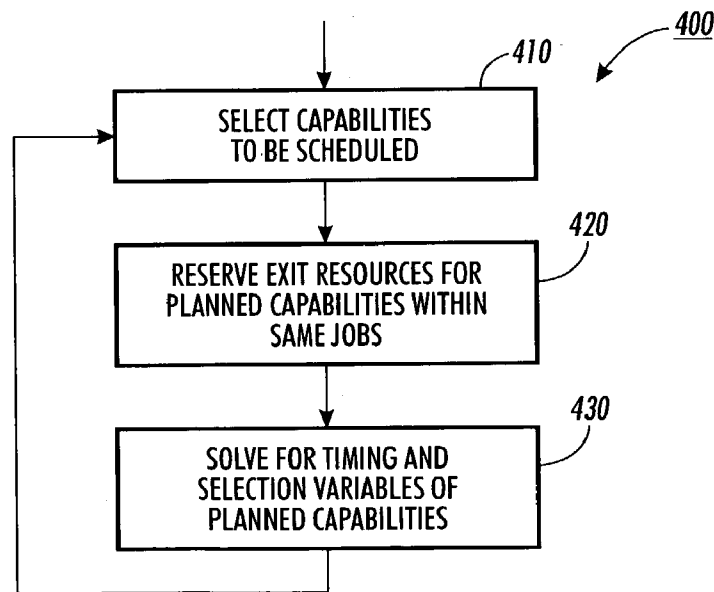 400
410
SELECT CAPABILITIES
TO BE SCHEDULED
420
RESERVE EXIT RESOURCES FOR
PLANNED CAPABILITIES WITHIN
SAME JOBS
430
SOLVE FOR TIMING AND
SELECTION VARIABLES OF
PLANNED CAPABILITIES